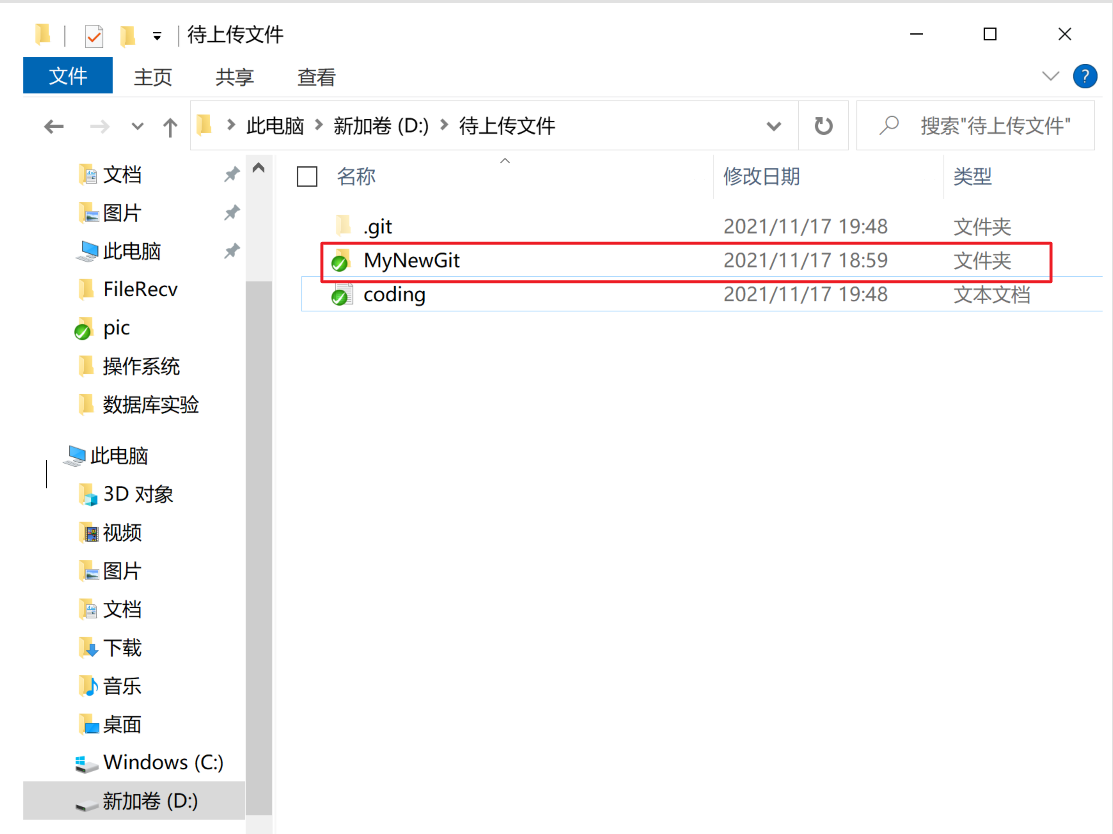 待上传文件
文件 主页 共享 查看
此电脑 新加卷 (D:) 待上传文件 搜索"待上传文件"
文档
图片
此电脑
FileRecv
pic
操作系统
数据库实验
此电脑
3D 对象
视频
图片
文档
下载
音乐
桌面
Windows (C:)
新加卷 (D:)
名称 修改日期 类型
.git 2021/11/17 19:48 文件夹
MyNewGit 2021/11/17 18:59 文件夹
coding 2021/11/17 19:48 文本文档